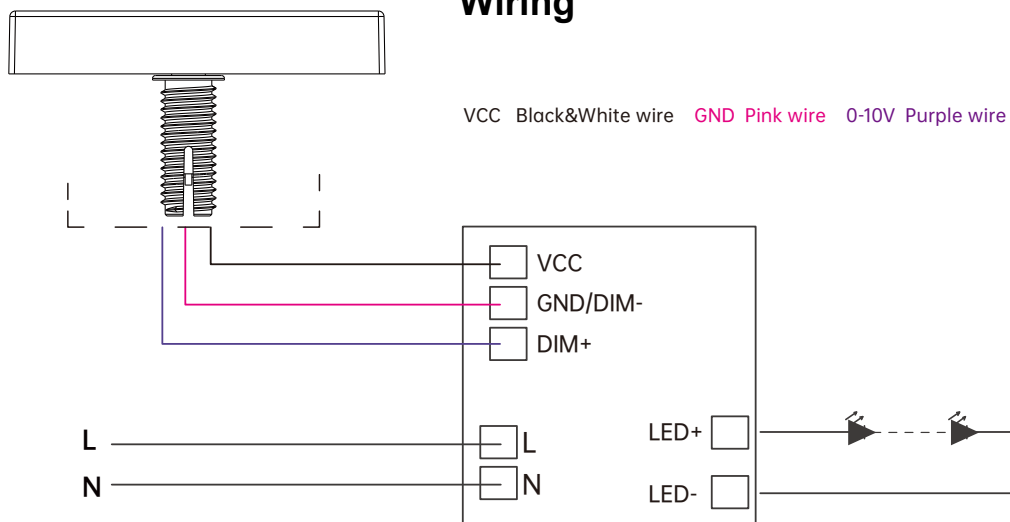 Wiring
VCC Black&White wire GND Pink wire 0-10V Purple wire
VCC
GND/DIM-
DIM+
L
L
LED+
N
N
LED-